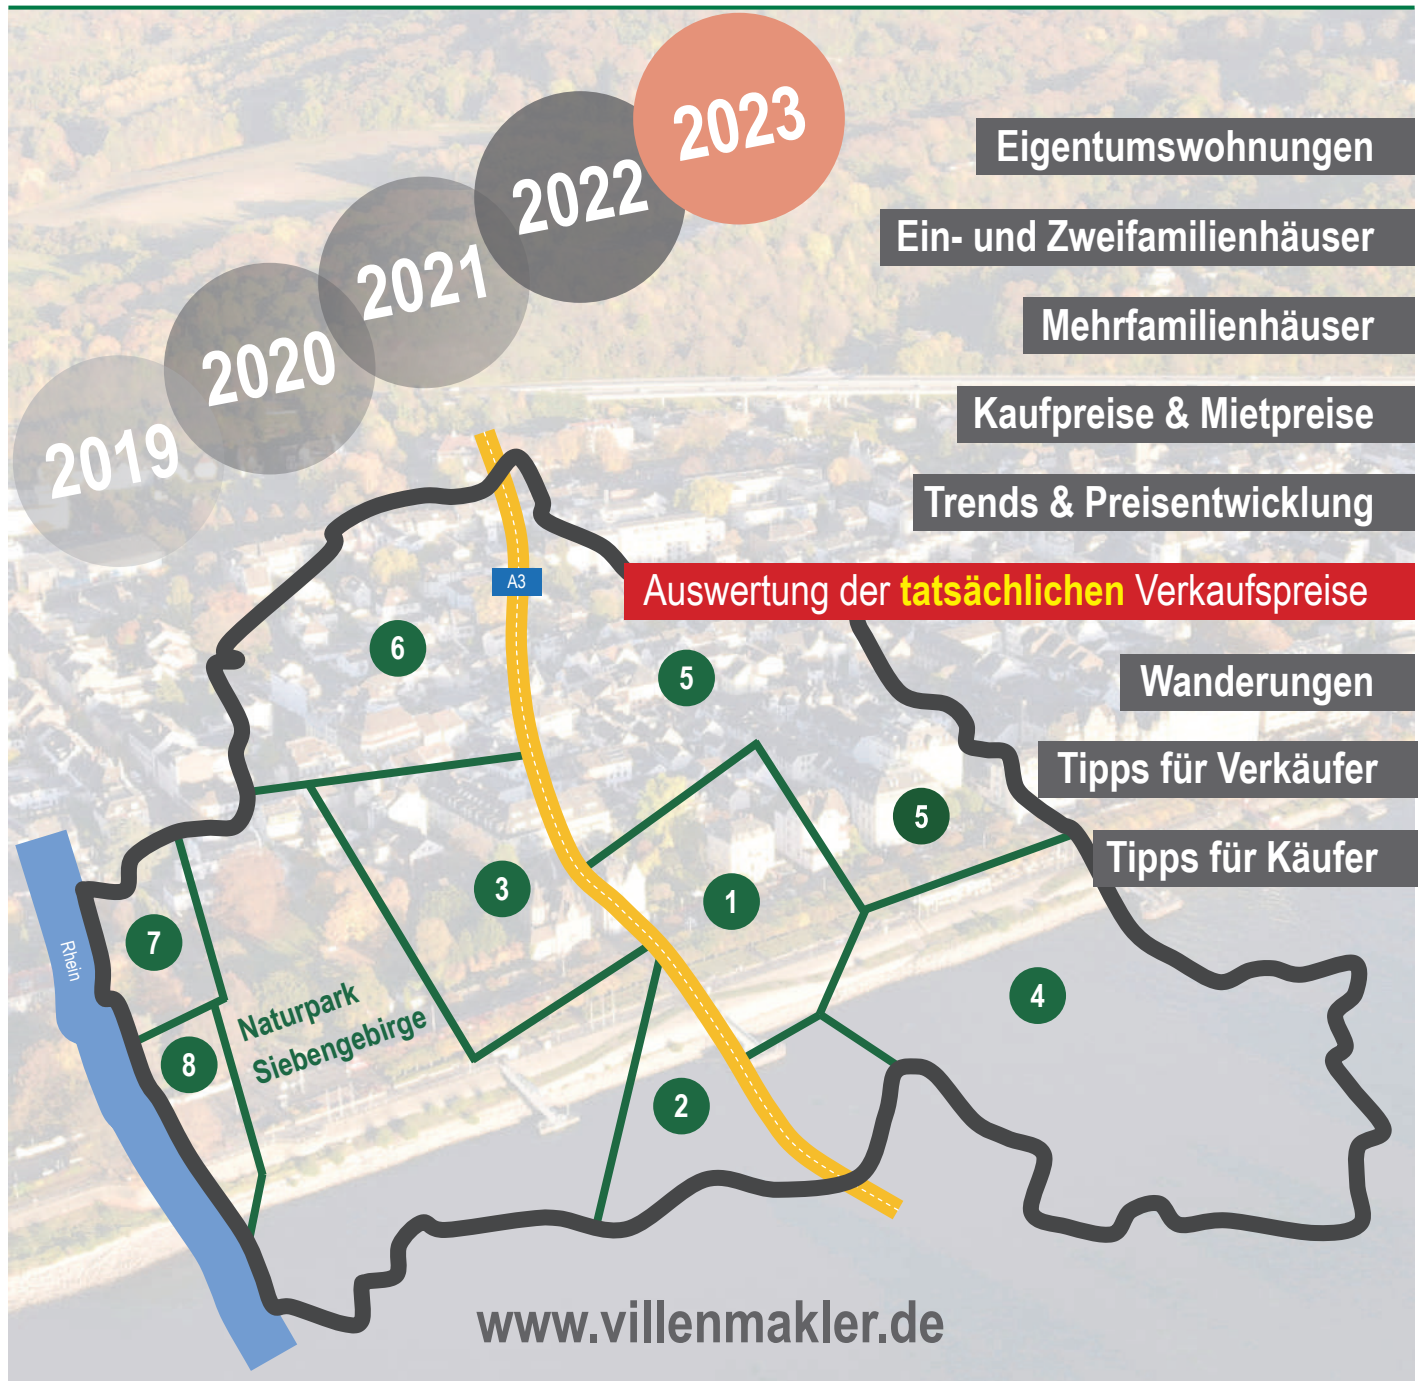 2023
2022
2021
2020
2019
Eigentumswohnungen
Ein- und Zweifamilienhäuser
Mehrfamilienhäuser
Kaufpreise & Mietpreise
Trends & Preisentwicklung
Auswertung der tatsächlichen Verkaufspreise
Wanderungen
Tipps für Verkäufer
Tipps für Käufer
A3
6
5
5
3
1
7
Rhein
4
Naturpark
Siebengebirge
8
2
www.villenmakler.de